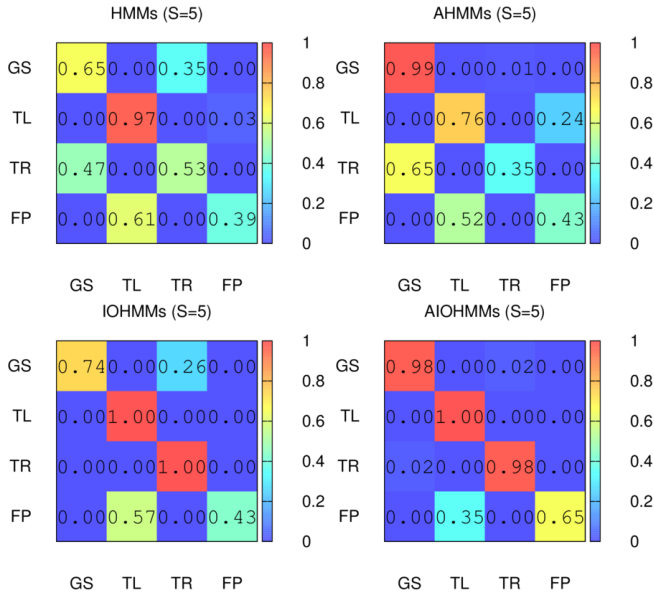 HMMs (S=5)
GS 0.65 0.00 0.35 0.00
TL 0.00 0.97 0.00 0.03
TR 0.47 0.00 0.53 0.00
FP 0.00 0.61 0.00 0.39
GS TL TR FP
1
0.8
0.6
0.4
0.2
0
AHMMs (S=5)
GS 0.99 0.00 0.01 0.00
TL 0.00 0.76 0.00 0.24
TR 0.65 0.00 0.35 0.00
FP 0.00 0.52 0.00 0.43
GS TL TR FP
1
0.8
0.6
0.4
0.2
0
IOHMMs (S=5)
GS 0.74 0.00 0.26 0.00
TL 0.00 1.00 0.00 0.00
TR 0.00 0.00 1.00 0.00
FP 0.00 0.57 0.00 0.43
GS TL TR FP
1
0.8
0.6
0.4
0.2
0
AIOHMMs (S=5)
GS 0.98 0.00 0.02 0.00
TL 0.00 1.00 0.00 0.00
TR 0.02 0.00 0.98 0.00
FP 0.00 0.35 0.00 0.65
GS TL TR FP
1
0.8
0.6
0.4
0.2
0